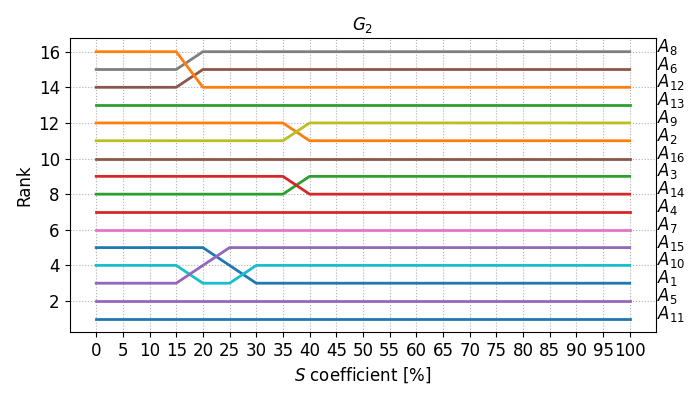 G₂
Rank
16
14
12
10
8
6
4
2
A₈
A₆
A₁₂
A₁₃
A₉
A₂
A₁₆
A₃
A₁₄
A₄
A₇
A₁₅
A₁₀
A₁
A₅
A₁₁
0 5 10 15 20 25 30 35 40 45 50 55 60 65 70 75 80 85 90 95 100
S coefficient [%]